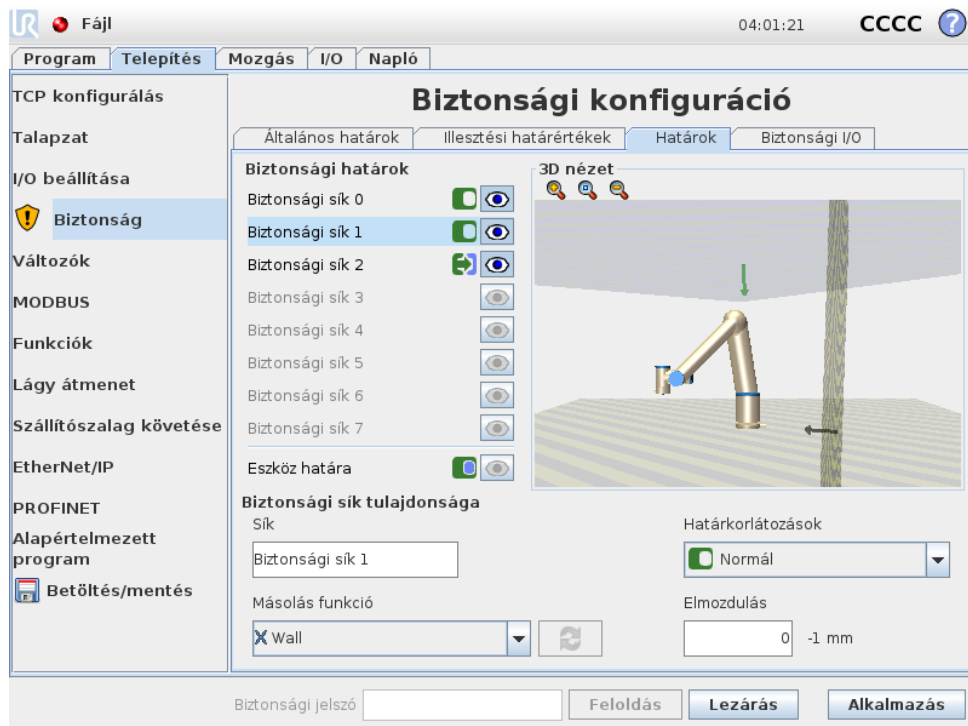 UR Fájl 04:01:21 CCCC ?
Program Telepítés Mozgás I/O Napló
TCP konfigurálás
Talapzat
I/O beállítása
Biztonság
Változók
MODBUS
Funkciók
Lágy átmenet
Szállítószalag követése
EtherNet/IP
PROFINET
Alapértelmezett
program
Betöltés/mentés
Biztonsági konfiguráció
Általános határok Illesztési határértékek Határok Biztonsági I/O
Biztonsági határok
Biztonsági sík 0
Biztonsági sík 1
Biztonsági sík 2
Biztonsági sík 3
Biztonsági sík 4
Biztonsági sík 5
Biztonsági sík 6
Biztonsági sík 7
Eszköz határa
3D nézet
Biztonsági sík tulajdonsága
Sík
Biztonsági sík 1
Másolás funkció
Wall
Határkorlátozások
Normál
Elmozdulás
0 -1 mm
Biztonsági jelszó Feloldás Lezárás Alkalmazás